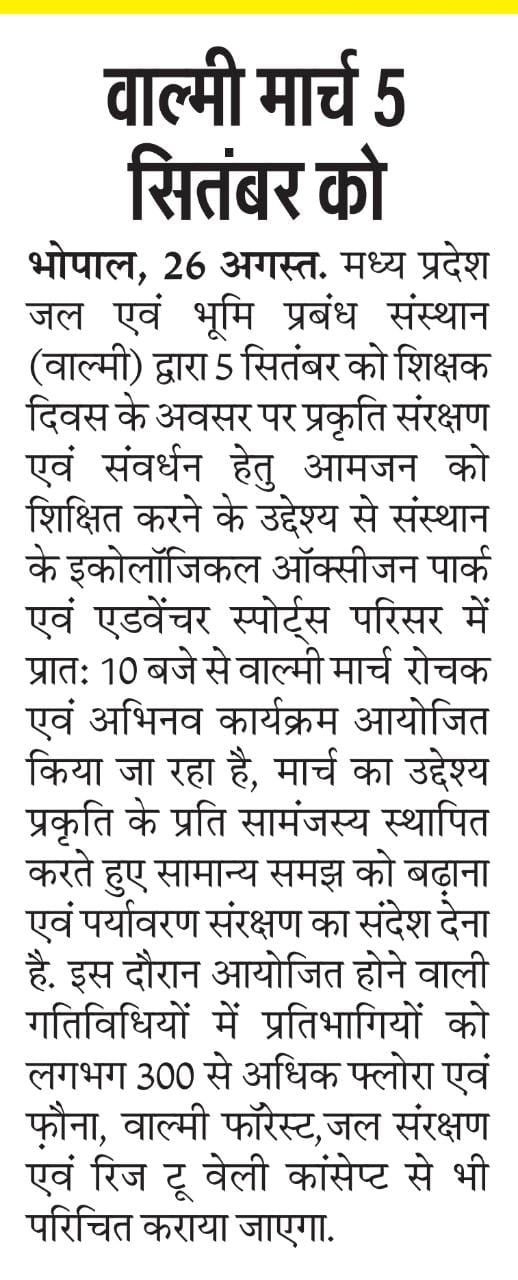 वाल्मी मार्च 5
सितंबर को
भोपाल, 26 अगस्त. मध्य प्रदेश
जल एवं भूमि प्रबंध संस्थान
(वाल्मी) द्वारा 5 सितंबर को शिक्षक
दिवस के अवसर पर प्रकृति संरक्षण
एवं संवर्धन हेतु आमजन को
शिक्षित करने के उद्देश्य से संस्थान
के इकोलॉजिकल ऑक्सीजन पार्क
एवं एडवेंचर स्पोर्ट्स परिसर में
प्रात: 10 बजे से वाल्मी मार्च रोचक
एवं अभिनव कार्यक्रम आयोजित
किया जा रहा है, मार्च का उद्देश्य
प्रकृति के प्रति सामंजस्य स्थापित
करते हुए सामान्य समझ को बढ़ाना
एवं पर्यावरण संरक्षण का संदेश देना
है. इस दौरान आयोजित होने वाली
गतिविधियों में प्रतिभागियों को
लगभग 300 से अधिक फ्लोरा एवं
फ़ौना, वाल्मी फॉरेस्ट,जल संरक्षण
एवं रिज टू वेली कांसेप्ट से भी
परिचित कराया जाएगा.